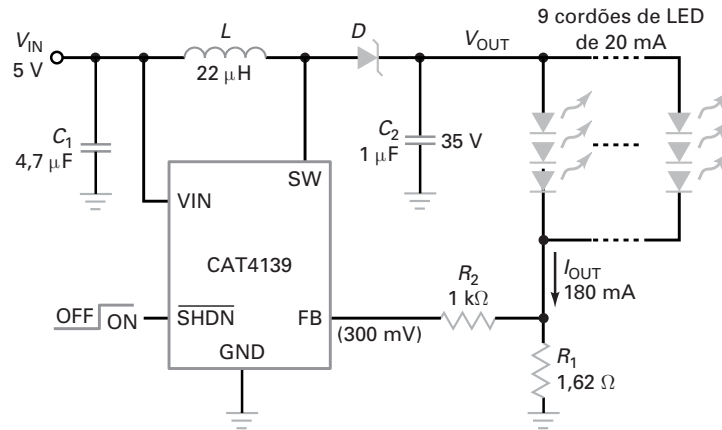 9 cordões de LED
de 20 mA
V_IN
5 V
L
22 μH
D
V_OUT
C_1
4,7 μF
C_2
1 μF
35 V
SW
VIN
CAT4139
OFF
ON
SHDN
FB
(300 mV)
GND
R_2
1 kΩ
I_OUT
180 mA
R_1
1,62 Ω